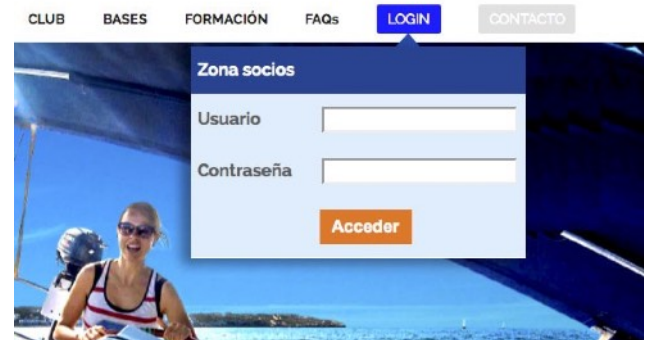 CLUB BASES FORMACIÓN FAQs LOGIN CONTACTO
Zona socios
Usuario
Contraseña
Acceder